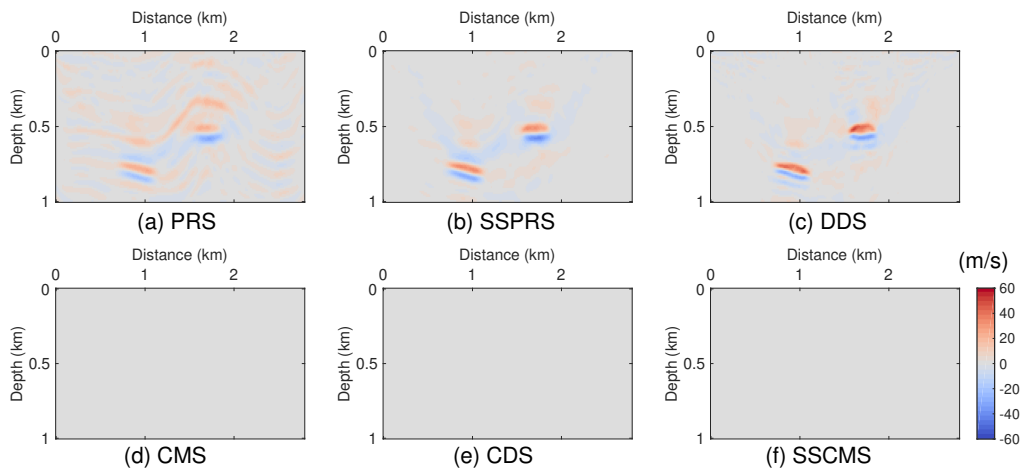 Distance (km) Distance (km) Distance (km)
0 1 2 0 1 2 0 1 2
0 0 0
Depth (km) Depth (km) Depth (km)
0.5 0.5 0.5
1 1 1
(a) PRS (b) SSPRS (c) DDS
Distance (km) Distance (km) Distance (km)
0 1 2 0 1 2 0 1 2
(m/s)
0 0 0 60
40
Depth (km) Depth (km) Depth (km)
20
0.5 0.5 0.5 0
-20
-40
1 1 1 -60
(d) CMS (e) CDS (f) SSCMS